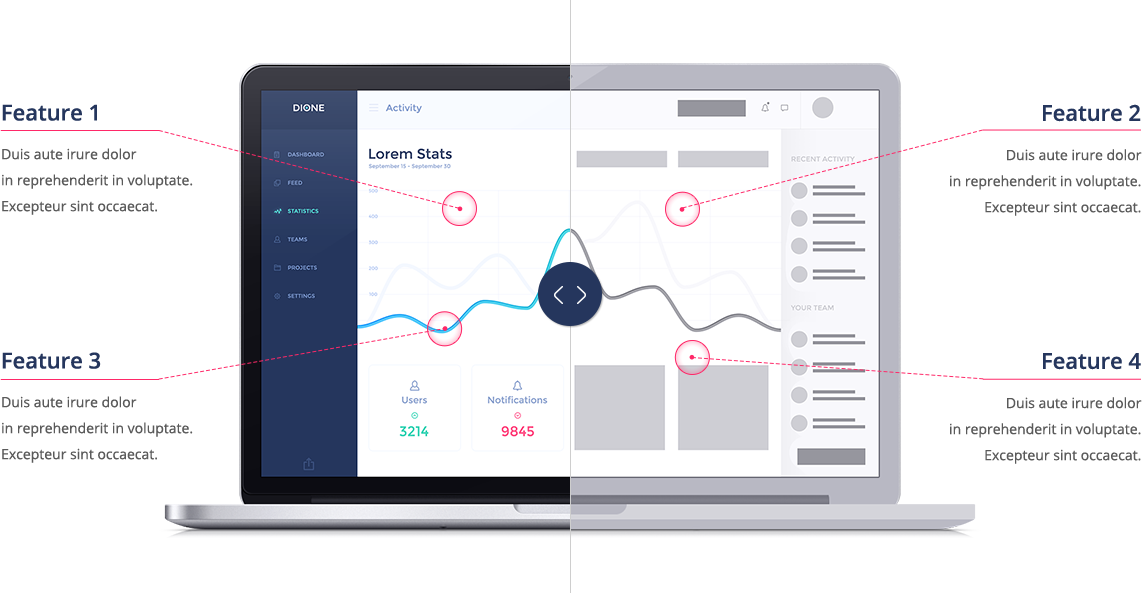 Feature 1
Duis aute irure dolor
in reprehenderit in voluptate.
Excepteur sint occaecat.
Feature 3
Duis aute irure dolor
in reprehenderit in voluptate.
Excepteur sint occaecat.
DIONE
DASHBOARD
FEED
STATISTICS
TEAMS
PROJECTS
SETTINGS
Activity
Lorem Stats
September 15 - September 30
500
400
300
200
100
Users
3214
Notifications
9845
RECENT ACTIVITY
YOUR TEAM
Feature 2
Duis aute irure dolor
in reprehenderit in voluptate.
Excepteur sint occaecat.
Feature 4
Duis aute irure dolor
in reprehenderit in voluptate.
Excepteur sint occaecat.